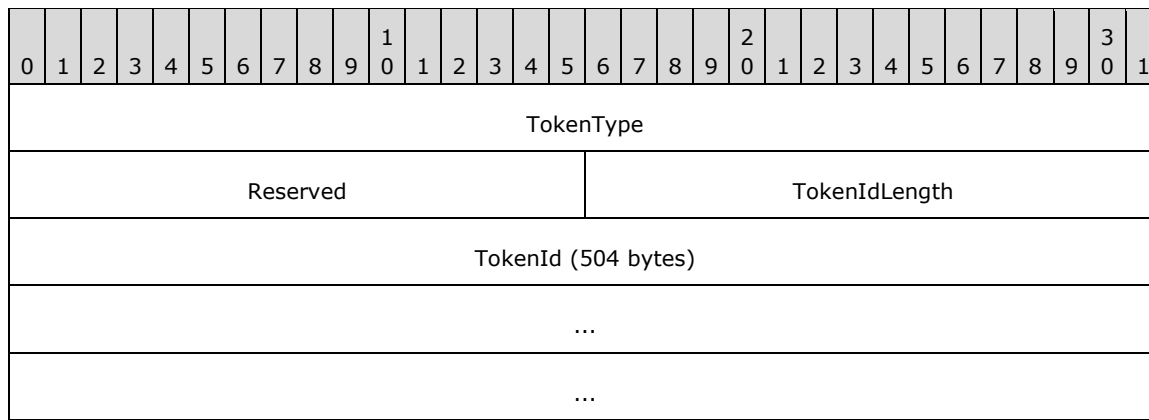 1 2 3
0 1 2 3 4 5 6 7 8 9 0 1 2 3 4 5 6 7 8 9 0 1 2 3 4 5 6 7 8 9 0 1
TokenType
Reserved TokenIdLength
TokenId (504 bytes)
...
...